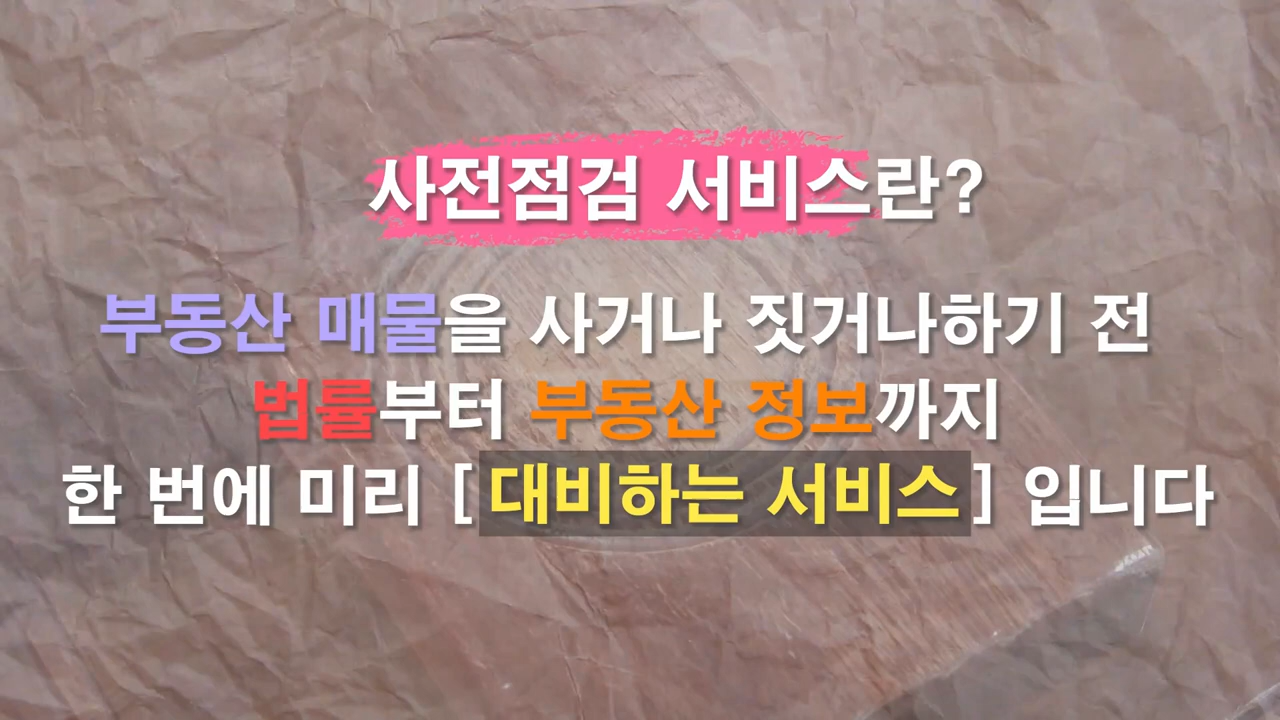 사전점검 서비스란?
부동산 매물을 사거나 짓거나하기 전
법률부터 부동산 정보까지
한 번에 미리 [대비하는 서비스] 입니다